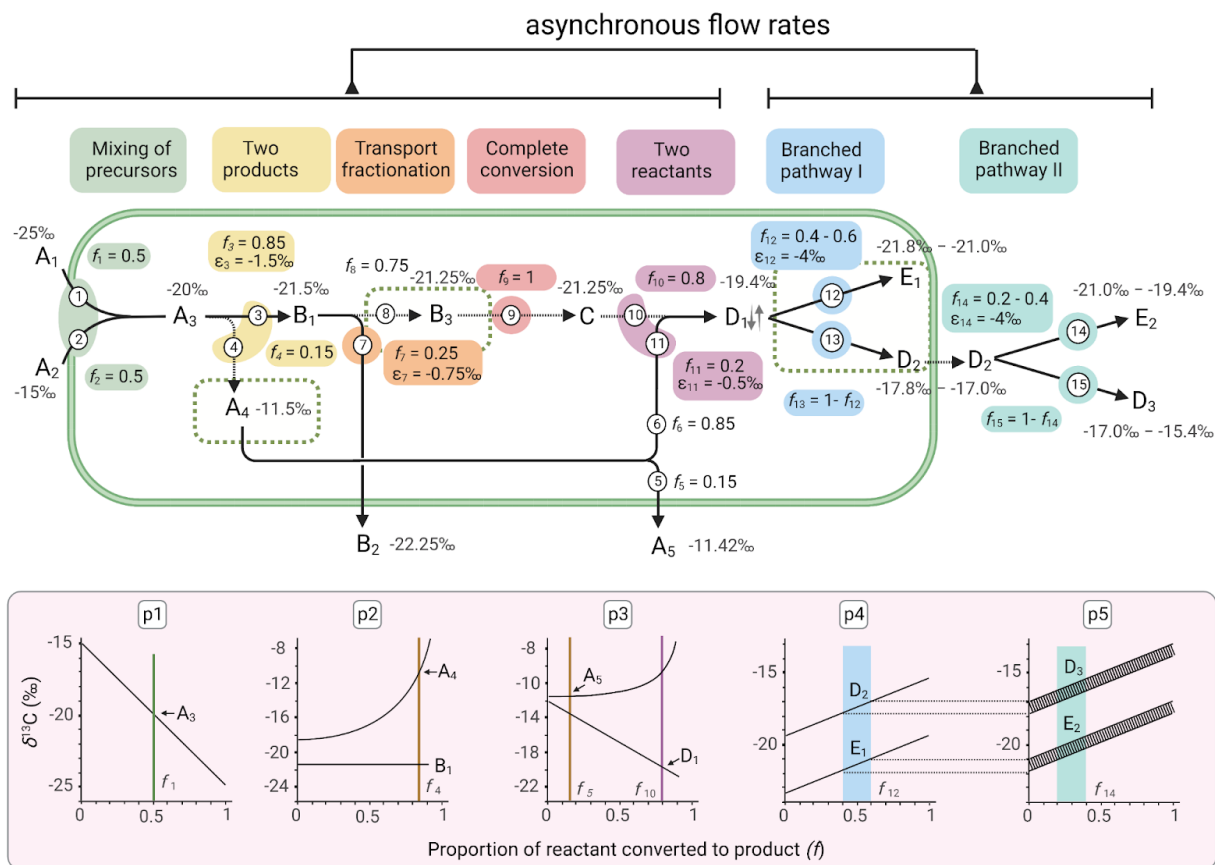 asynchronous flow rates
Mixing of
precursors
Two
products
Transport
fractionation
Complete
conversion
Two
reactants
Branched
pathway I
Branched
pathway II
-25‰
A₁
f₁ = 0.5
1
2
A₂
-15‰
f₂ = 0.5
-20‰
A₃
f₃ = 0.85
ε₃ = -1.5‰
3
4
f₄ = 0.15
A₄ -11.5‰
-21.5‰
B₁
f₈ = 0.75
8
7
f₇ = 0.25
ε₇ = -0.75‰
B₂ -22.25‰
-21.25‰
B₃
f₉ = 1
9
-21.25‰
C
f₁₀ = 0.8
10
11
f₁₁ = 0.2
ε₁₁ = -0.5‰
6
f₆ = 0.85
5
f₅ = 0.15
A₅ -11.42‰
-19.4‰
D₁
f₁₂ = 0.4 - 0.6
ε₁₂ = -4‰
12
13
f₁₃ = 1- f₁₂
-21.8‰ – -21.0‰
E₁
D₂
-17.8‰ – -17.0‰
D₂
f₁₄ = 0.2 - 0.4
ε₁₄ = -4‰
14
15
f₁₅ = 1- f₁₄
-21.0‰ – -19.4‰
E₂
D₃
-17.0‰ – -15.4‰
p1
p2
p3
p4
p5
δ¹³C (‰)
-15
-20
-25
A₃
f₁
0
0.5
1
-8
-12
-16
-20
-24
A₄
B₁
f₄
0
0.5
1
-8
-10
-14
-18
-22
A₅
D₁
f₅
f₁₀
0
0.5
1
-15
-20
D₂
E₁
f₁₂
0
0.5
1
-15
-20
D₃
E₂
f₁₄
0
0.5
1
Proportion of reactant converted to product (f)